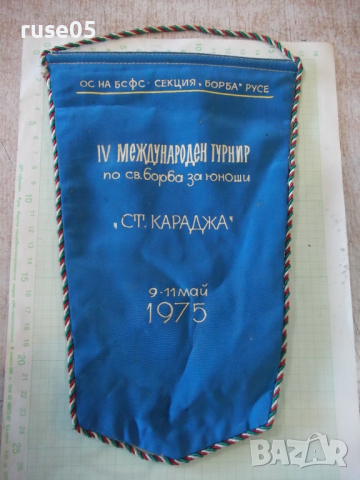 ruse05
ОС НА БСФС - СЕКЦИЯ „БОРБА" РУСЕ
IV МЕЖДУНАРОДЕН ТУРНИР
по св. борба за юноши
„СТ. КАРАДЖА"
9-11 май
1975
BAZAR